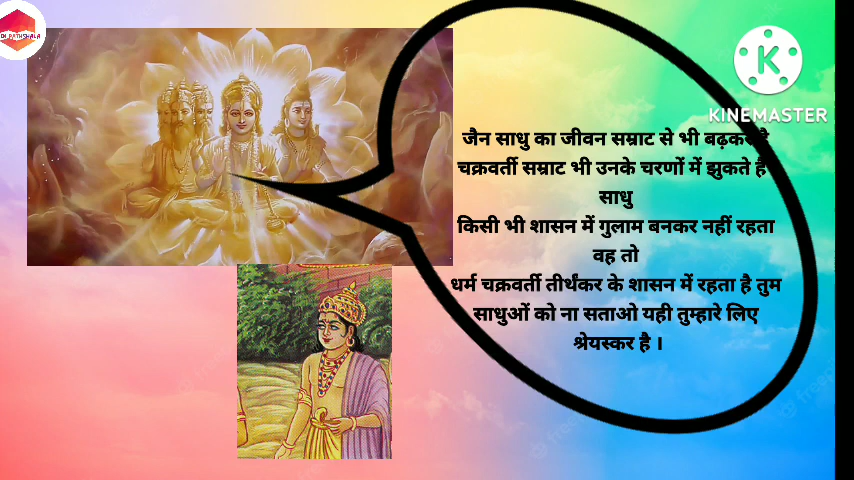 PATHSHALA
KINEMASTER
जैन साधु का जीवन सम्राट से भी बढ़कर है
चक्रवर्ती सम्राट भी उनके चरणों में झुकते हैं
साधु
किसी भी शासन में गुलाम बनकर नहीं रहता
वह तो
धर्म चक्रवर्ती तीर्थंकर के शासन में रहता है तुम
साधुओं को ना सताओ यही तुम्हारे लिए
श्रेयस्कर है ।